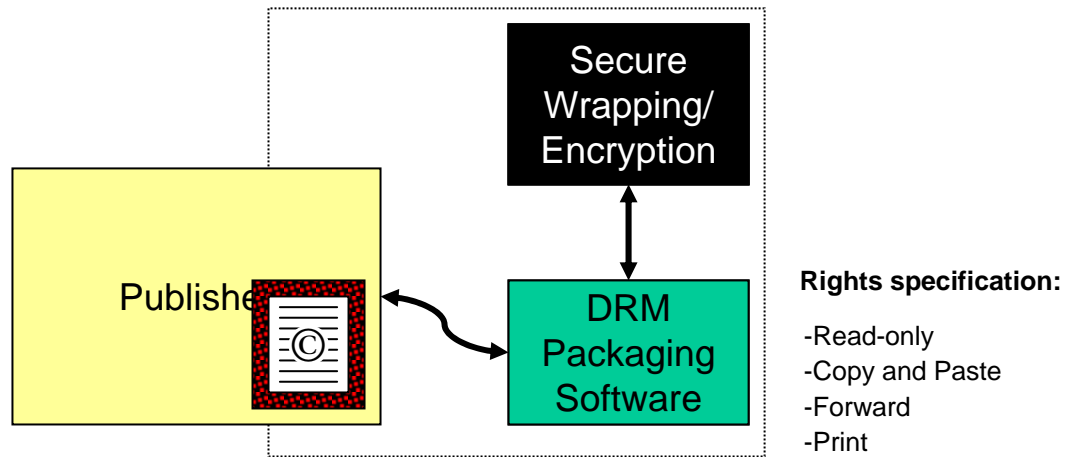 Secure
Wrapping/
Encryption
Publishe
©
DRM
Packaging
Software
Rights specification:
-Read-only
-Copy and Paste
-Forward
-Print